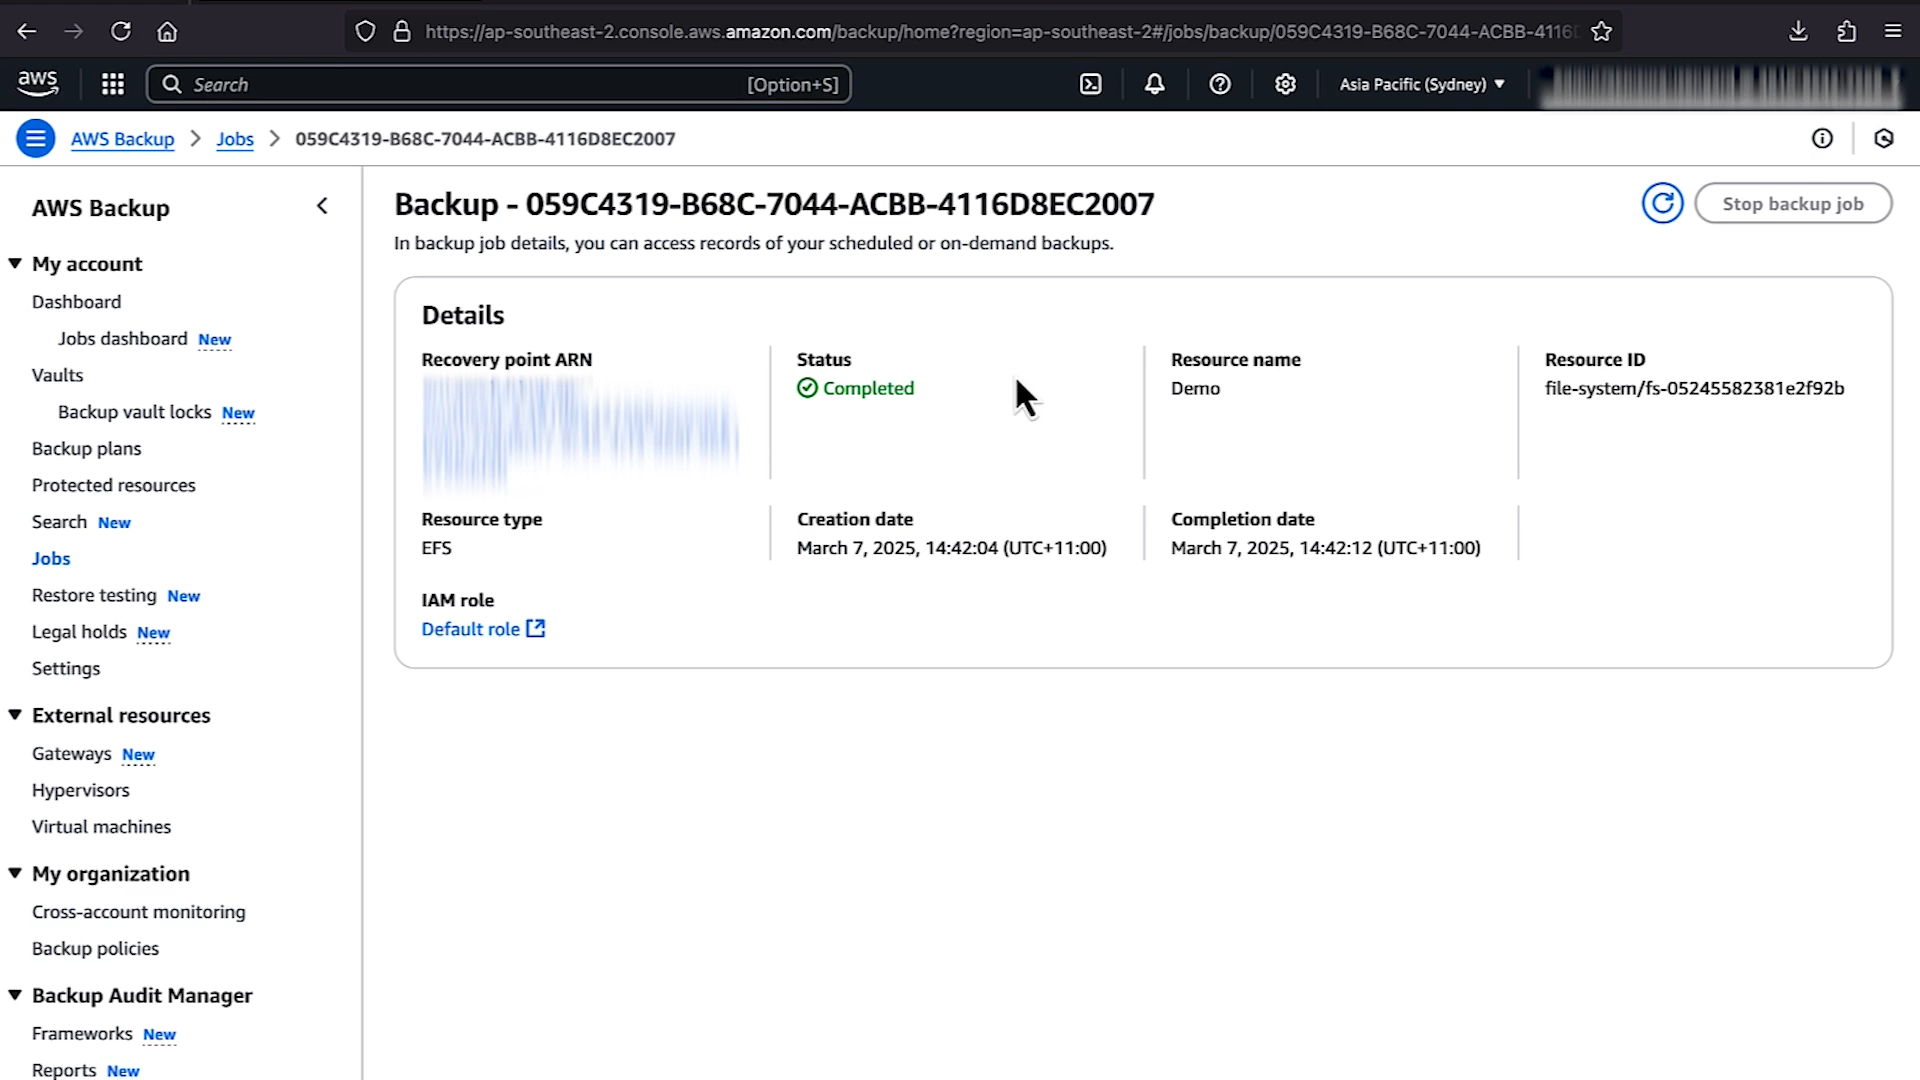 https://ap-southeast-2.console.aws.amazon.com/backup/home?region=ap-southeast-2#/jobs/backup/059C4319-B68C-7044-ACBB-4116
aws
Search
[Option+S]
Asia Pacific (Sydney)
AWS Backup
Jobs
059C4319-B68C-7044-ACBB-4116D8EC2007
AWS Backup
My account
Dashboard
Jobs dashboard New
Vaults
Backup vault locks New
Backup plans
Protected resources
Search New
Jobs
Restore testing New
Legal holds New
Settings
External resources
Gateways New
Hypervisors
Virtual machines
My organization
Cross-account monitoring
Backup policies
Backup Audit Manager
Frameworks New
Reports New
Backup - 059C4319-B68C-7044-ACBB-4116D8EC2007
Stop backup job
In backup job details, you can access records of your scheduled or on-demand backups.
Details
Recovery point ARN
Status
Completed
Resource name
Demo
Resource ID
file-system/fs-05245582381e2f92b
Resource type
EFS
Creation date
March 7, 2025, 14:42:04 (UTC+11:00)
Completion date
March 7, 2025, 14:42:12 (UTC+11:00)
IAM role
Default role